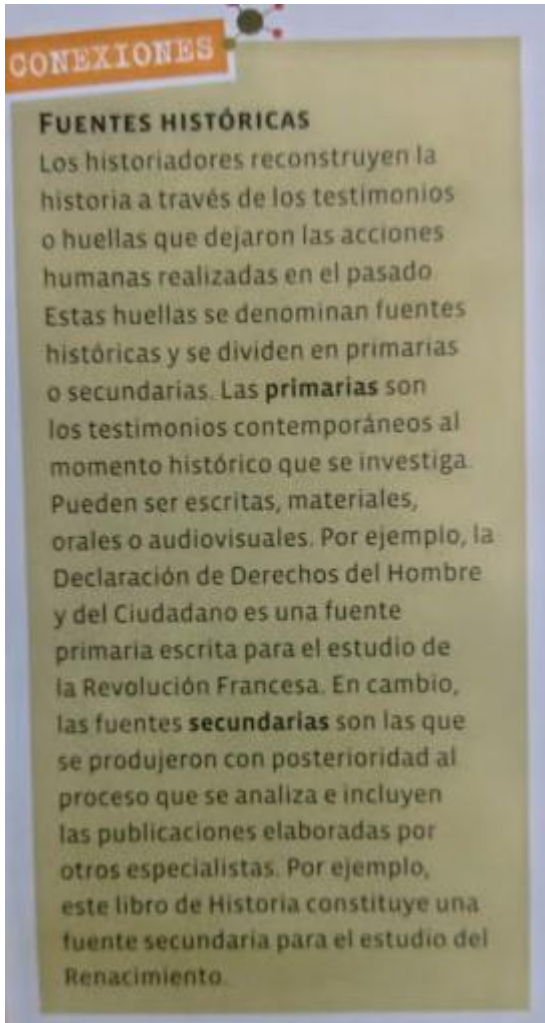 CONEXIONES
FUENTES HISTÓRICAS
Los historiadores reconstruyen la
historia a través de los testimonios
o huellas que dejaron las acciones
humanas realizadas en el pasado.
Estas huellas se denominan fuentes
históricas y se dividen en primarias
o secundarias. Las primarias son
los testimonios contemporáneos al
momento histórico que se investiga.
Pueden ser escritas, materiales,
orales o audiovisuales. Por ejemplo, la
Declaración de Derechos del Hombre
y del Ciudadano es una fuente
primaria escrita para el estudio de
la Revolución Francesa. En cambio,
las fuentes secundarias son las que
se produjeron con posterioridad al
proceso que se analiza e incluyen
las publicaciones elaboradas por
otros especialistas. Por ejemplo,
este libro de Historia constituye una
fuente secundaria para el estudio del
Renacimiento.